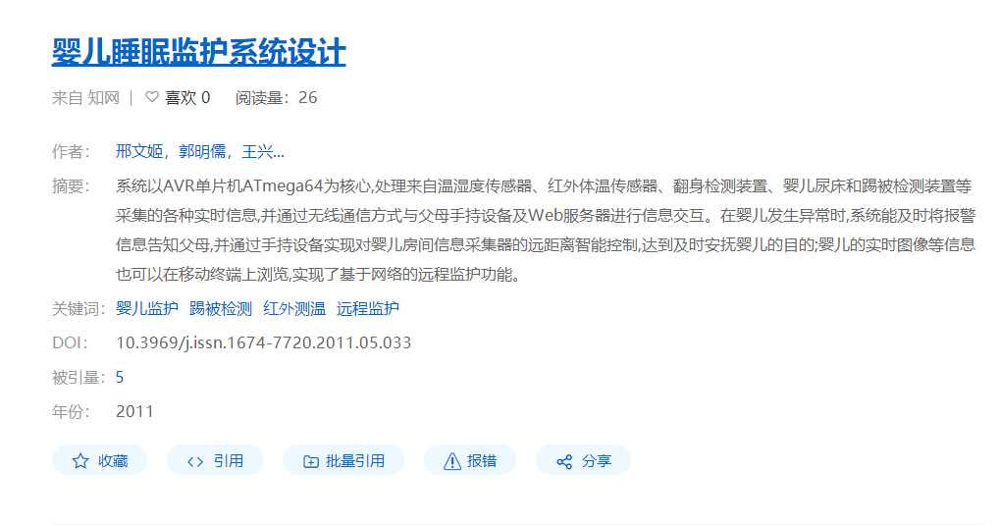 婴儿睡眠监护系统设计
来自 知网 | ♡ 喜欢 0 阅读量：26
作者： 邢文姬，郭明儒，王兴...
摘要： 系统以AVR单片机ATmega64为核心,处理来自温湿度传感器、红外体温传感器、翻身检测装置、婴儿尿床和踢被检测装置等
采集的各种实时信息,并通过无线通信方式与父母手持设备及Web服务器进行信息交互。在婴儿发生异常时,系统能及时将报警
信息告知父母,并通过手持设备实现对婴儿房间信息采集器的远距离智能控制,达到及时安抚婴儿的目的;婴儿的实时图像等信息
也可以在移动终端上浏览,实现了基于网络的远程监护功能。
关键词： 婴儿监护 踢被检测 红外测温 远程监护
DOI： 10.3969/j.issn.1674-7720.2011.05.033
被引量： 5
年份： 2011
收藏 引用 批量引用 报错 分享